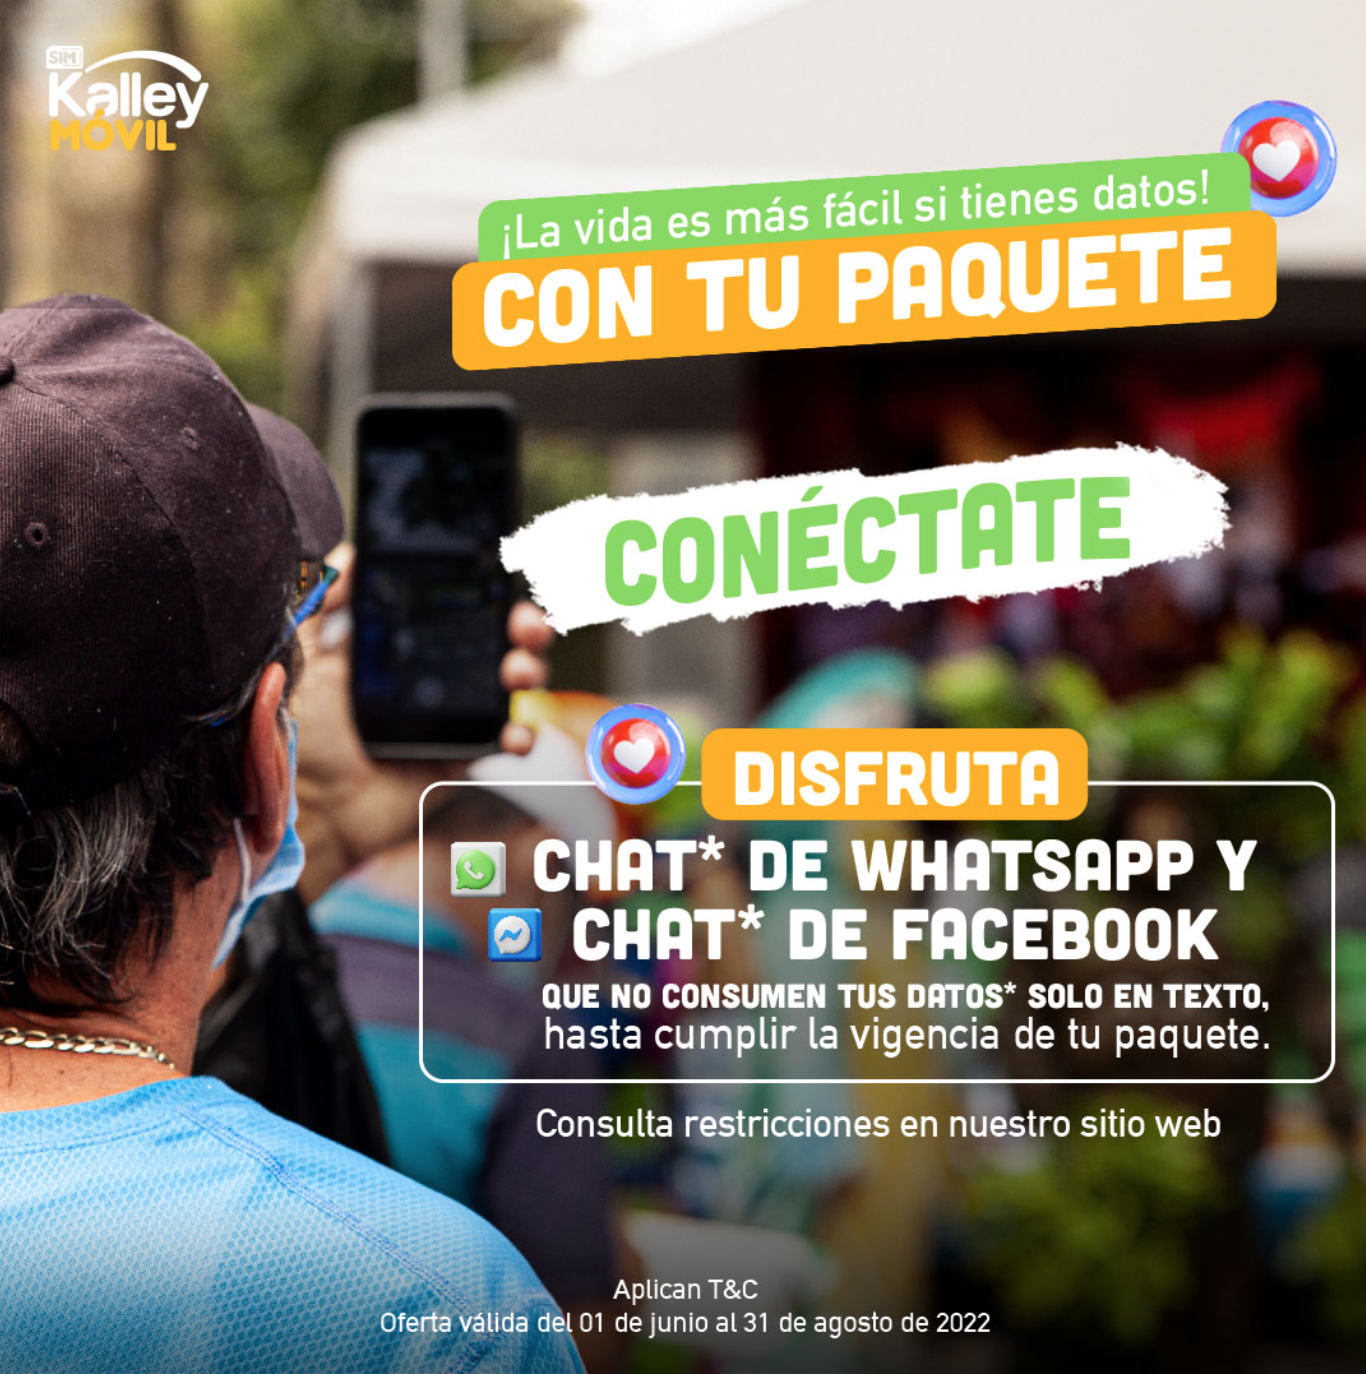 SIM
Kalley
MÓVIL
¡La vida es más fácil si tienes datos!
CON TU PAQUETE
CONÉCTATE
DISFRUTA
CHAT* DE WHATSAPP Y
CHAT* DE FACEBOOK
QUE NO CONSUMEN TUS DATOS* SOLO EN TEXTO,
hasta cumplir la vigencia de tu paquete.
Consulta restricciones en nuestro sitio web
Aplican T&C
Oferta válida del 01 de junio al 31 de agosto de 2022